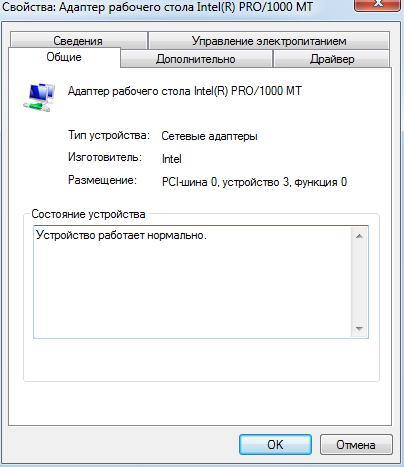 Свойства: Адаптер рабочего стола Intel(R) PRO/1000 MT
Сведения
Управление электропитанием
Общие
Дополнительно
Драйвер
Адаптер рабочего стола Intel(R) PRO/1000 MT
Тип устройства: Сетевые адаптеры
Изготовитель: Intel
Размещение: PCI-шина 0, устройство 3, функция 0
Состояние устройства
Устройство работает нормально.
OK
Отмена